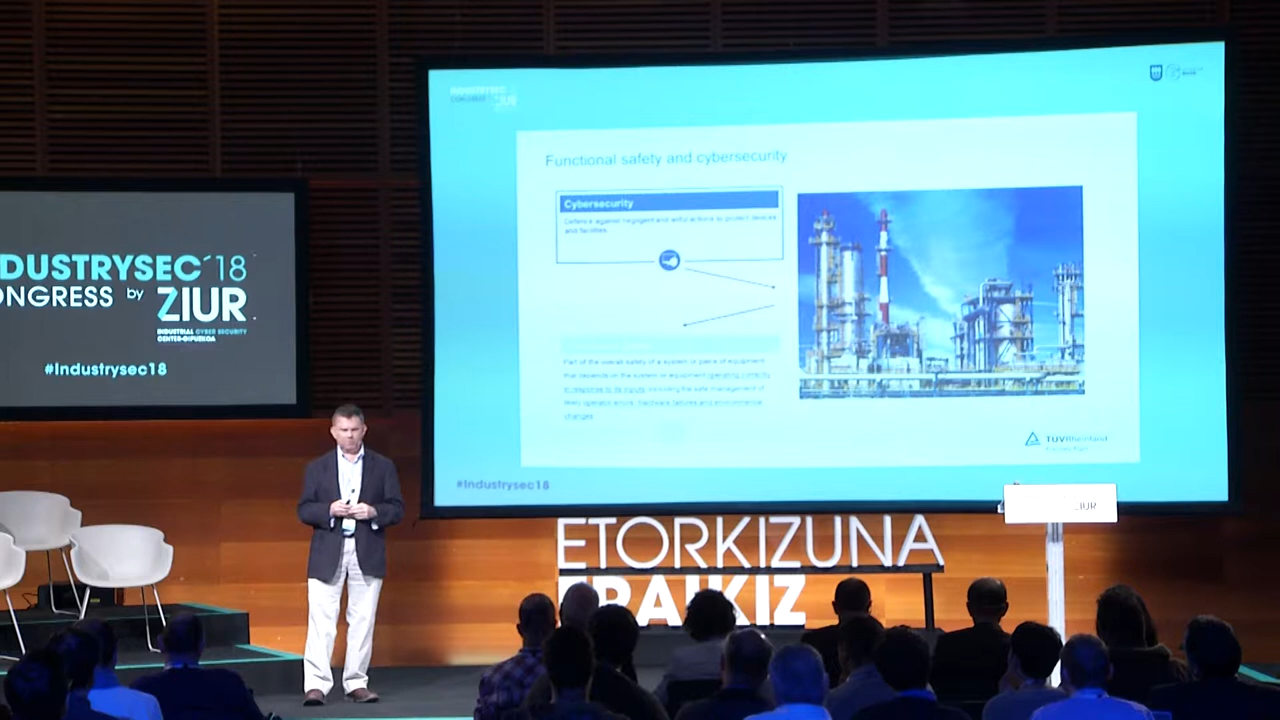 DUSTRYSEC´18
ONGRESS by ZIUR
INDUSTRIAL CYBER SECURITY
CENTER-GIPUZKOA
#Industrysec18
Functional safety and cybersecurity
Cybersecurity
Defence against negligent and willful actions to protect devices
and facilities.
Part of the overall safety of a system or piece of equipment
that depends on the system or equipment operating correctly
in response to its inputs, including the safe management of
likely operator errors, hardware failures and environmental
changes.
TÜVRheinland
#Industrysec18
ZIUR
ETORKIZUNA
ERAIKIZ